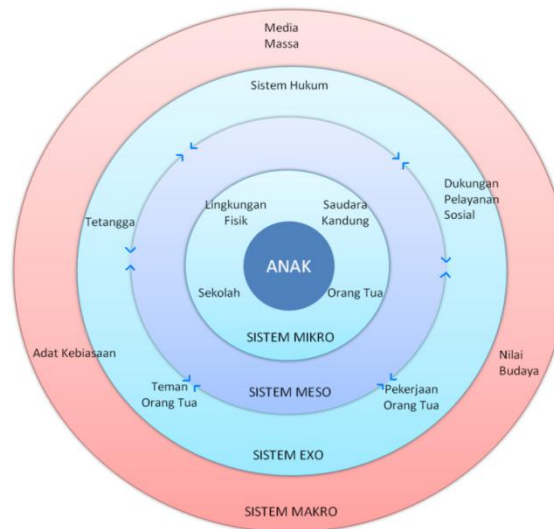 Media
Massa
Sistem Hukum
Dukungan
Pelayanan
Sosial
Lingkungan
Fisik
Saudara
Kandung
Tetangga
ANAK
Sekolah
Orang Tua
SISTEM MIKRO
Adat Kebiasaan
Nilai
Budaya
Teman
Orang Tua
SISTEM MESO
Pekerjaan
Orang Tua
SISTEM EXO
SISTEM MAKRO